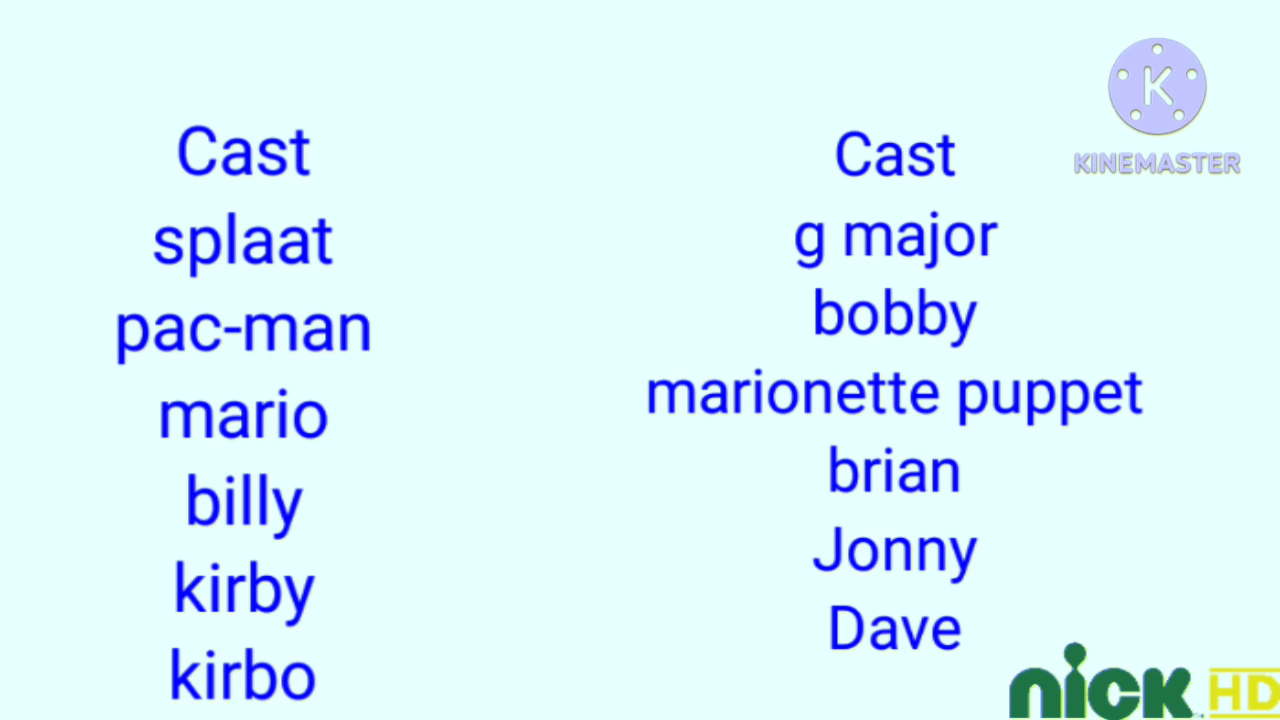 Cast
splaat
pac-man
mario
billy
kirby
kirbo
Cast
g major
bobby
marionette puppet
brian
Jonny
Dave
K
KINEMASTER
nick HD